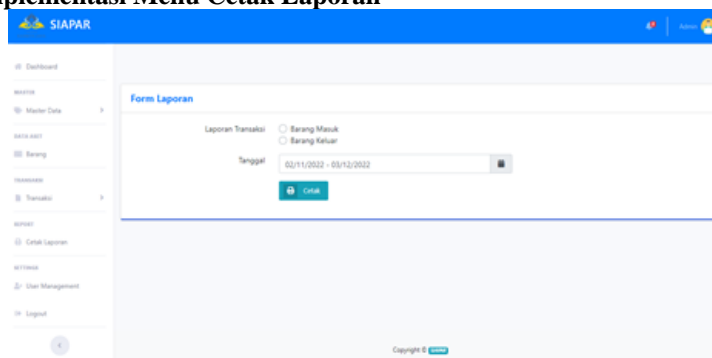 plementasi Menu Cetak Laporan
SIAPAR
Admin
Dashboard
MASTER
Master Data
Form Laporan
Laporan Transaksi
Barang Masuk
Barang Keluar
DATA ASET
Barang
Tanggal
02/11/2022 - 03/12/2022
TRANSAKSI
Transaksi
Cetak
REPORT
Cetak Laporan
SETTINGS
User Management
Logout
Copyright ©